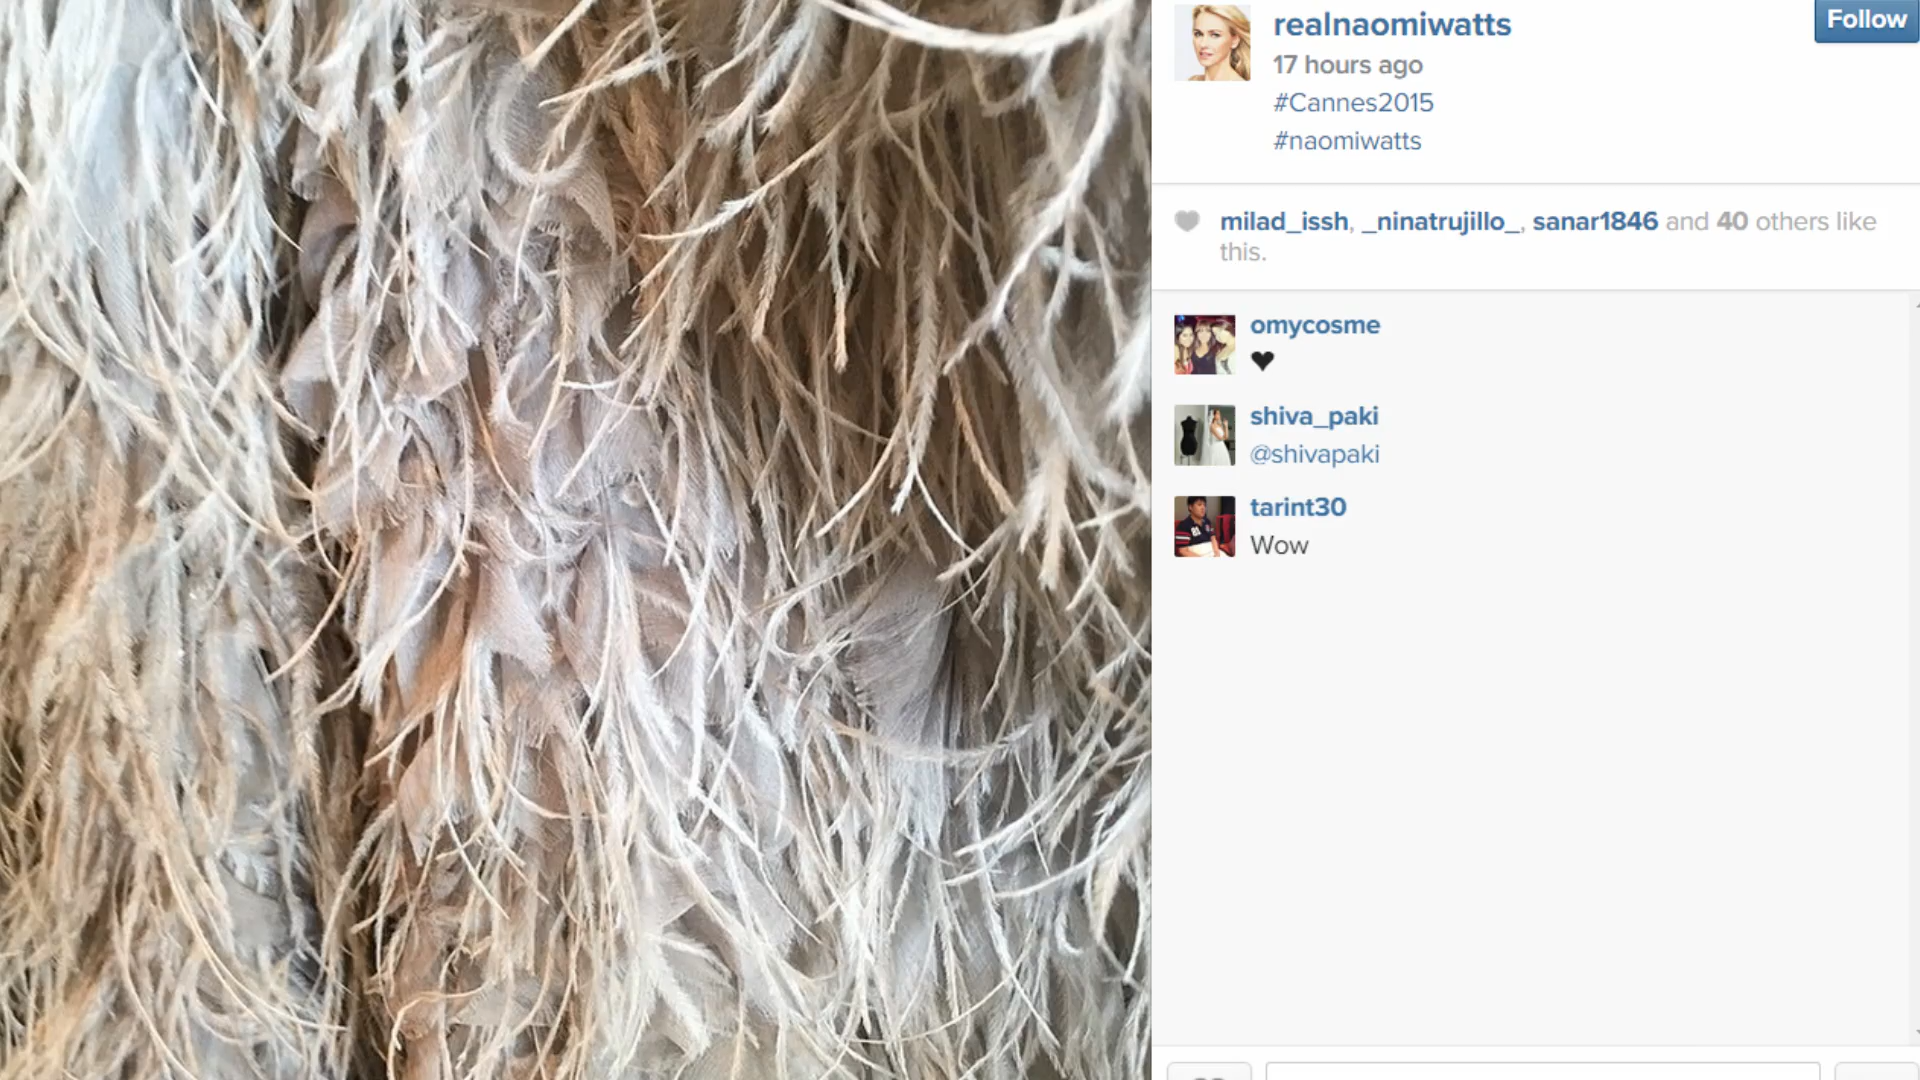 realnaomiwatts
Follow
17 hours ago
#Cannes2015
#naomiwatts
milad_issh, _ninatrujillo_, sanar1846 and 40 others like
this.
omycosme
❤
shiva_paki
@shivapaki
tarint30
Wow